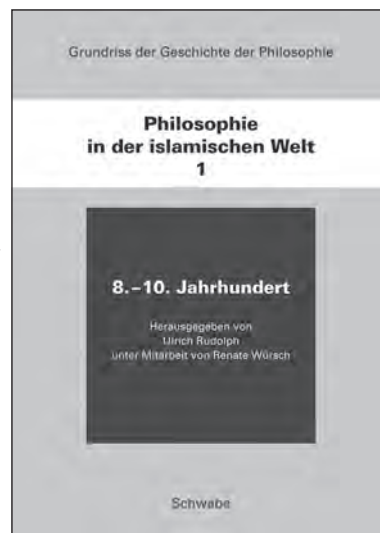 Grundriss der Geschichte der Philosophie
Philosophie
in der islamischen Welt
1
8.–10. Jahrhundert
Herausgegeben von
Ulrich Rudolph
unter Mitarbeit von Renate Würsch
Schwabe